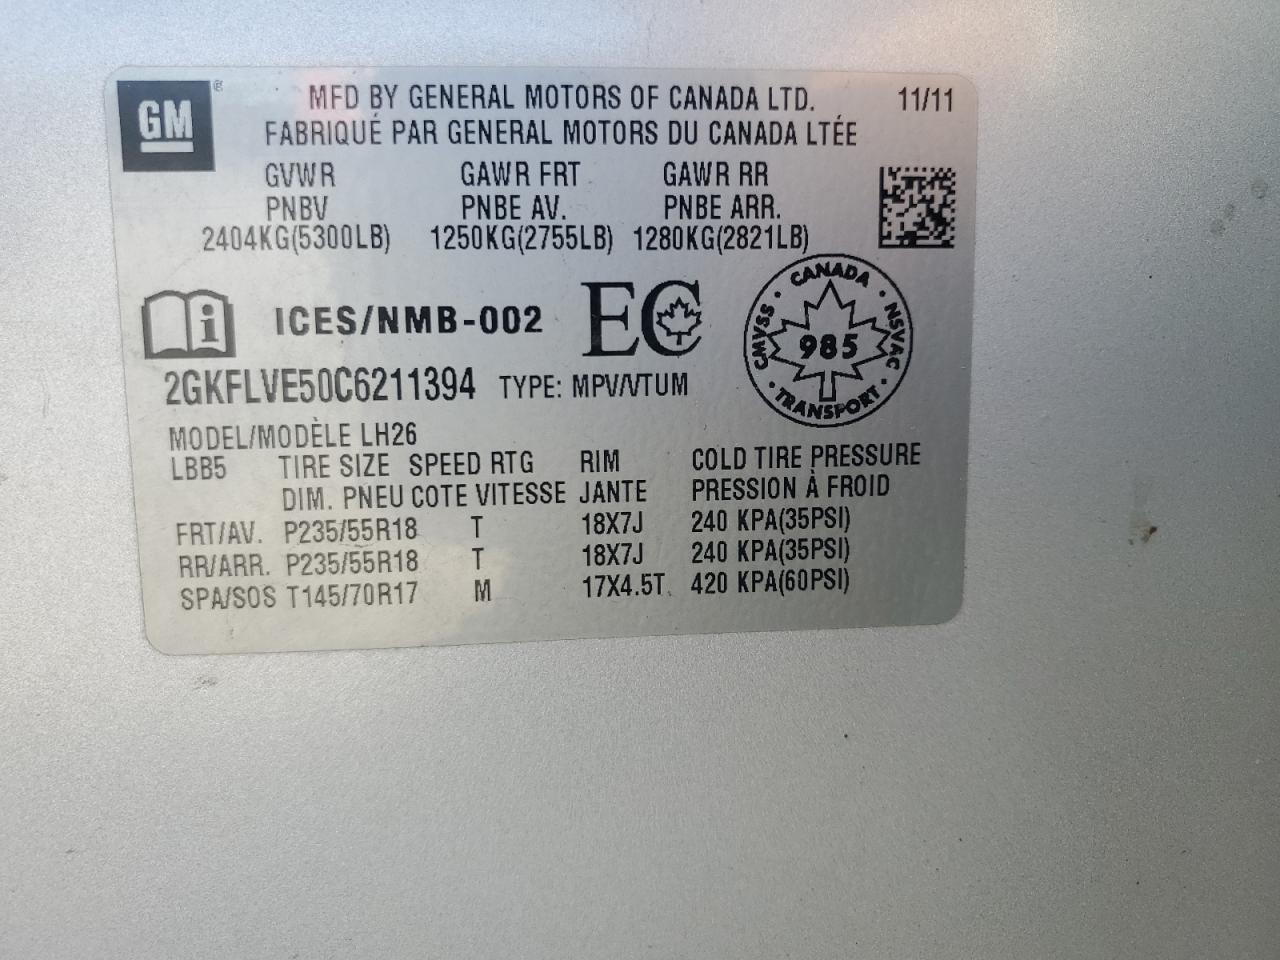 GM ®
MFD BY GENERAL MOTORS OF CANADA LTD. 11/11
FABRIQUÉ PAR GENERAL MOTORS DU CANADA LTÉE
GVWR GAWR FRT GAWR RR
PNBV PNBE AV. PNBE ARR.
2404KG(5300LB) 1250KG(2755LB) 1280KG(2821LB)
i ICES/NMB-002 EC
CANADA · NSVAC · TRANSPORT · CMVSS ·
985
2GKFLVE50C6211394 TYPE: MPV/VTUM
MODEL/MODÈLE LH26
LBB5 TIRE SIZE SPEED RTG RIM COLD TIRE PRESSURE
DIM. PNEU COTE VITESSE JANTE PRESSION À FROID
FRT/AV. P235/55R18 T 18X7J 240 KPA(35PSI)
RR/ARR. P235/55R18 T 18X7J 240 KPA(35PSI)
SPA/SOS T145/70R17 M 17X4.5T 420 KPA(60PSI)